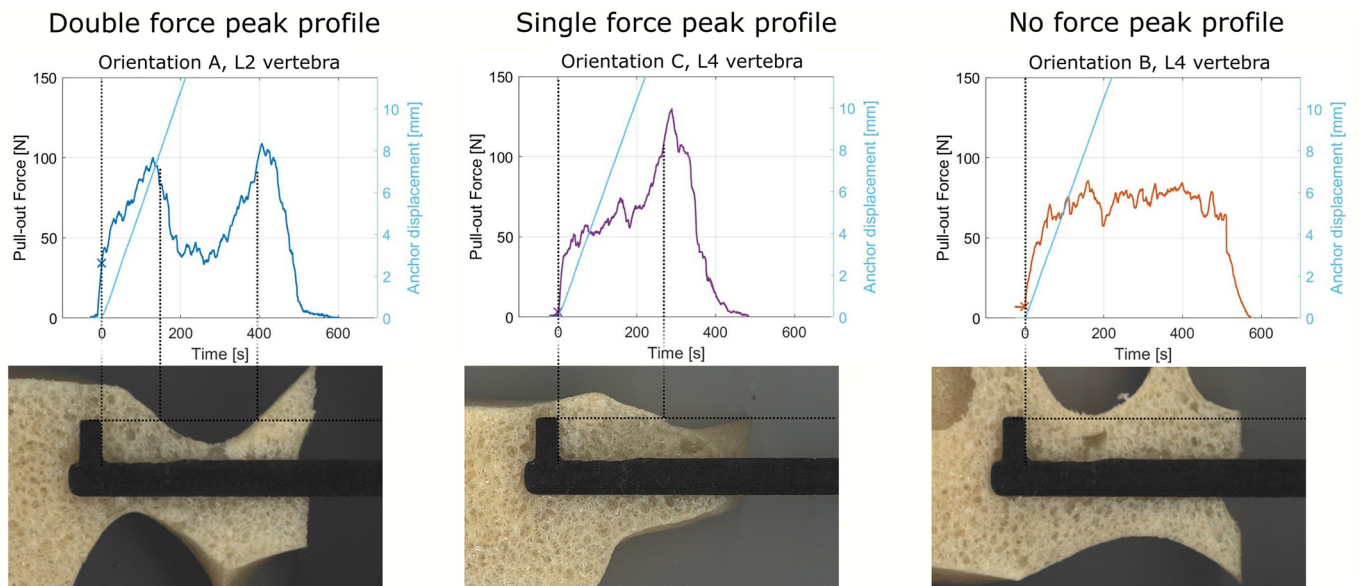 Double force peak profile
Orientation A, L2 vertebra
150
100
50
0
Pull-out Force [N]
10
8
6
4
2
0
Anchor displacement [mm]
0
200
400
600
Time [s]
Single force peak profile
Orientation C, L4 vertebra
150
100
50
0
Pull-out Force [N]
10
8
6
4
2
0
Anchor displacement [mm]
0
200
400
600
Time [s]
No force peak profile
Orientation B, L4 vertebra
150
100
50
0
Pull-out Force [N]
10
8
6
4
2
0
Anchor displacement [mm]
0
200
400
600
Time [s]